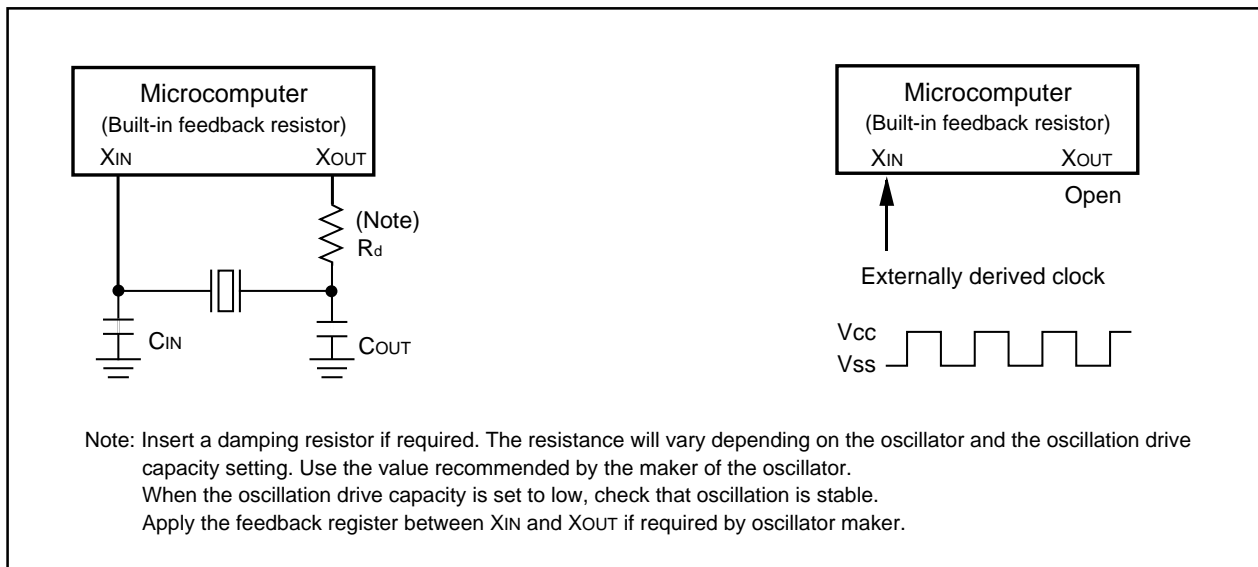 Microcomputer
(Built-in feedback resistor)
XIN XOUT
(Note)
Rd
CIN
COUT
Microcomputer
(Built-in feedback resistor)
XIN XOUT
Open
Externally derived clock
Vcc
Vss
Note: Insert a damping resistor if required. The resistance will vary depending on the oscillator and the oscillation drive
capacity setting. Use the value recommended by the maker of the oscillator.
When the oscillation drive capacity is set to low, check that oscillation is stable.
Apply the feedback register between XIN and XOUT if required by oscillator maker.